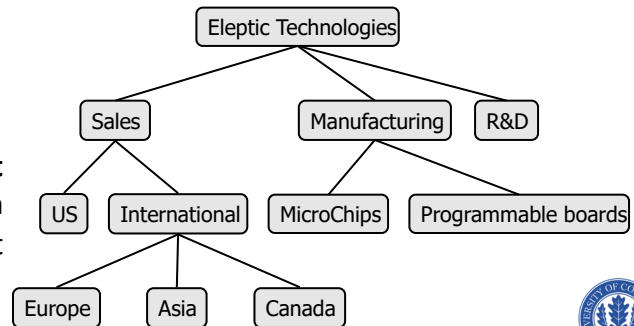 Eleptic Technologies
Sales
Manufacturing
R&D
US
International
MicroChips
Programmable boards
Europe
Asia
Canada